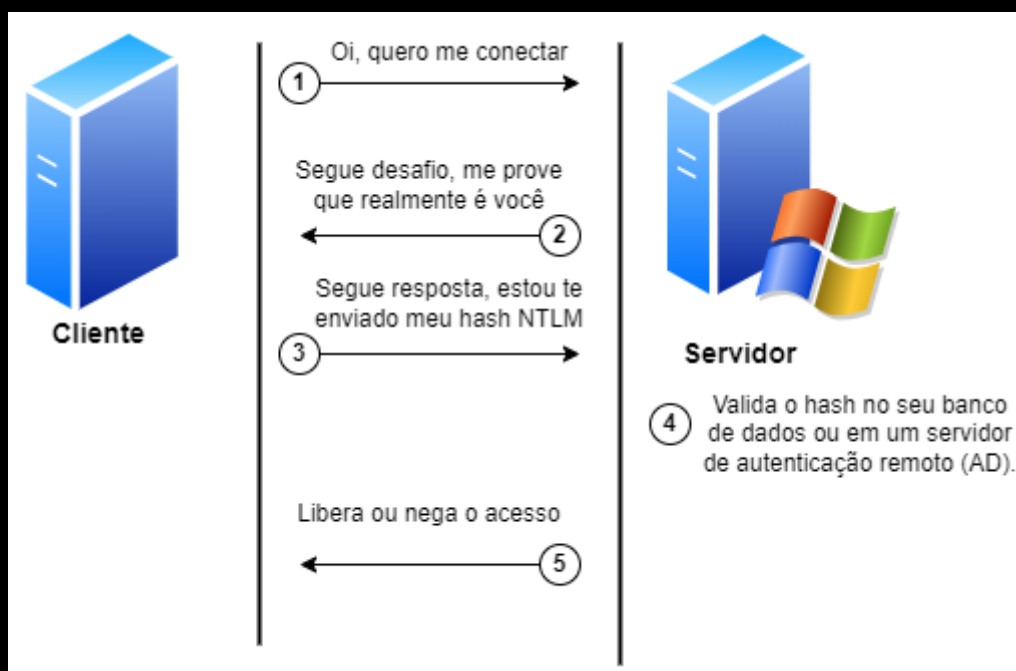 Oi, quero me conectar
1
Segue desafio, me prove
que realmente é você
2
Segue resposta, estou te
enviado meu hash NTLM
3
Cliente
Servidor
4
Valida o hash no seu banco
de dados ou em um servidor
de autenticação remoto (AD).
Libera ou nega o acesso
5